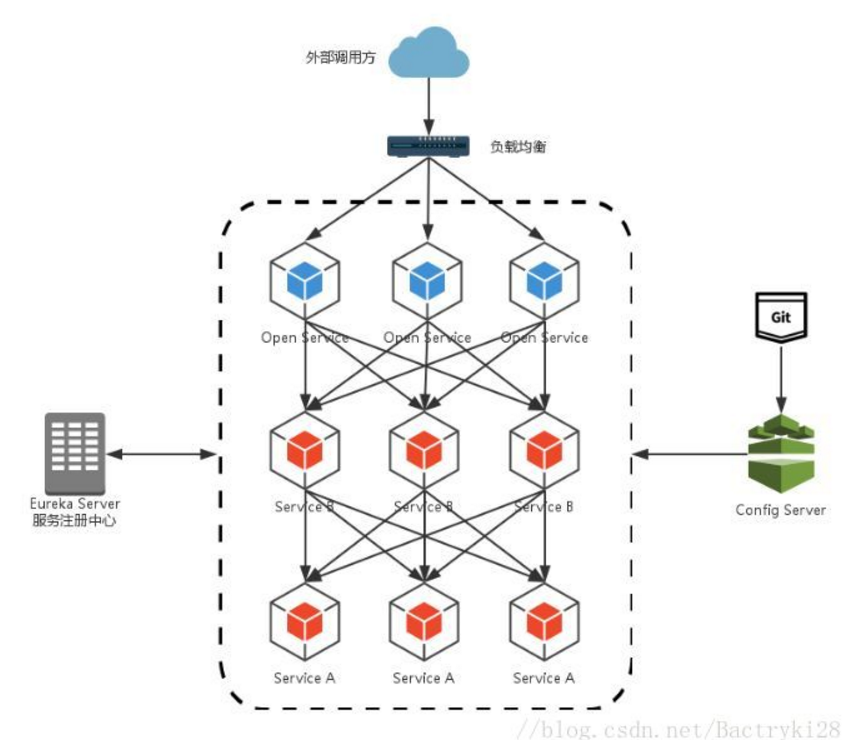 外部调用方
负载均衡
Open Service
Open Service
Open Service
Git
Eureka Server
服务注册中心
Service B
Service B
Service B
Config Server
Service A
Service A
Service A
//blog.csdn.net/Bactryki28